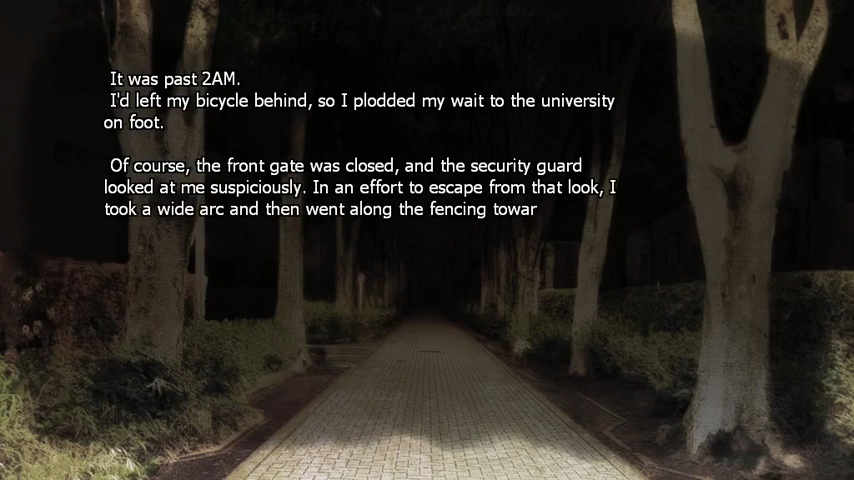 It was past 2AM.
I'd left my bicycle behind, so I plodded my wait to the university
on foot.
Of course, the front gate was closed, and the security guard
looked at me suspiciously. In an effort to escape from that look, I
took a wide arc and then went along the fencing towar